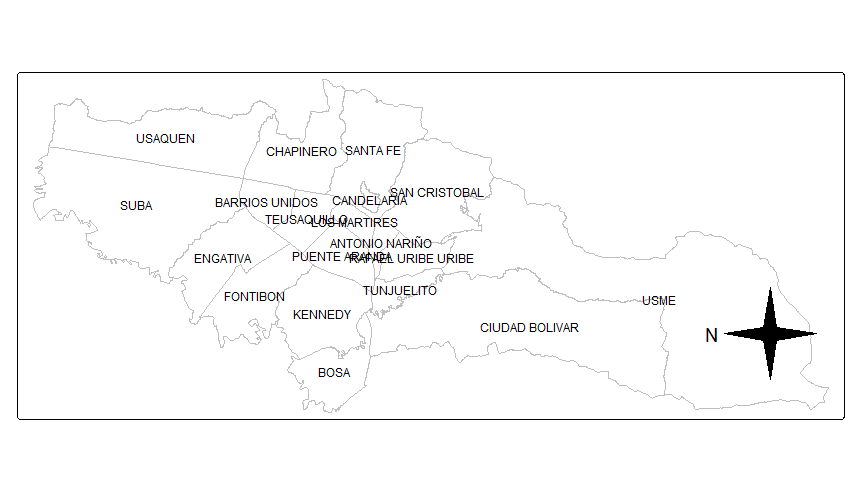 USAQUEN
CHAPINERO
SANTA FE
SAN CRISTOBAL
SUBA
BARRIOS UNIDOS
CANDELARIA
TEUSAQUILLO
LOS MARTIRES
ANTONIO NARIÑO
ENGATIVA
PUENTE ARANDA
RAFAEL URIBE URIBE
FONTIBON
TUNJUELITO
USME
KENNEDY
CIUDAD BOLIVAR
N
BOSA